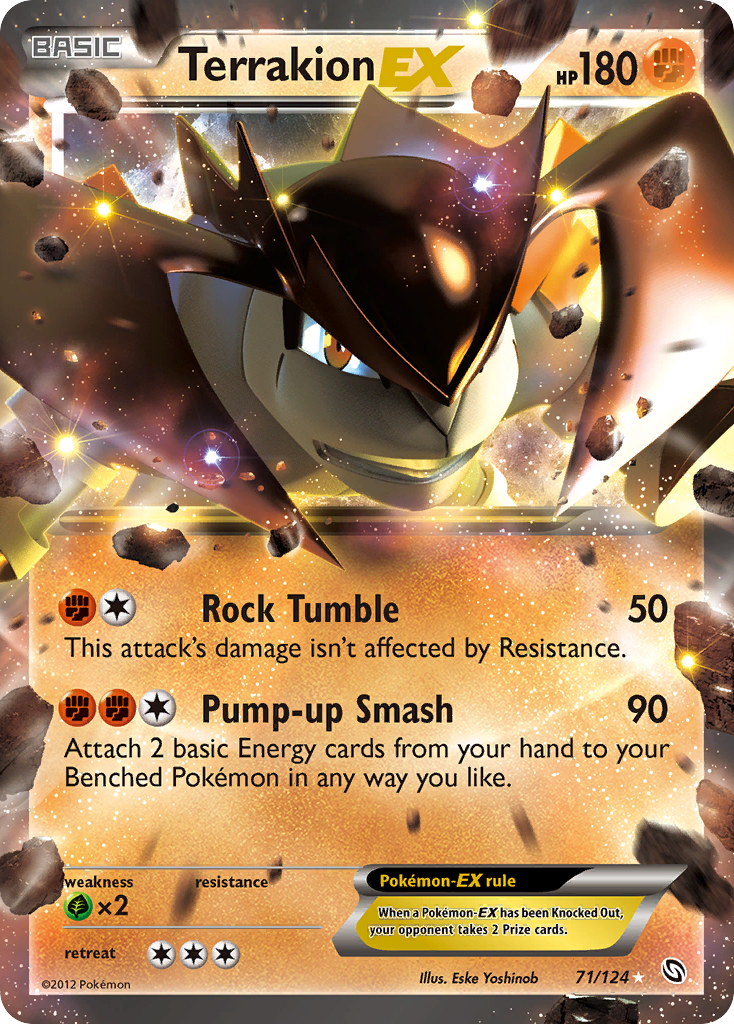 BASIC
Terrakion EX
HP 180
Rock Tumble 50
This attack's damage isn't affected by Resistance.
Pump-up Smash 90
Attach 2 basic Energy cards from your hand to your
Benched Pokémon in any way you like.
weakness resistance
×2
retreat
Pokémon-EX rule
When a Pokémon-EX has been Knocked Out,
your opponent takes 2 Prize cards.
©2012 Pokémon
Illus. Eske Yoshinob
71/124